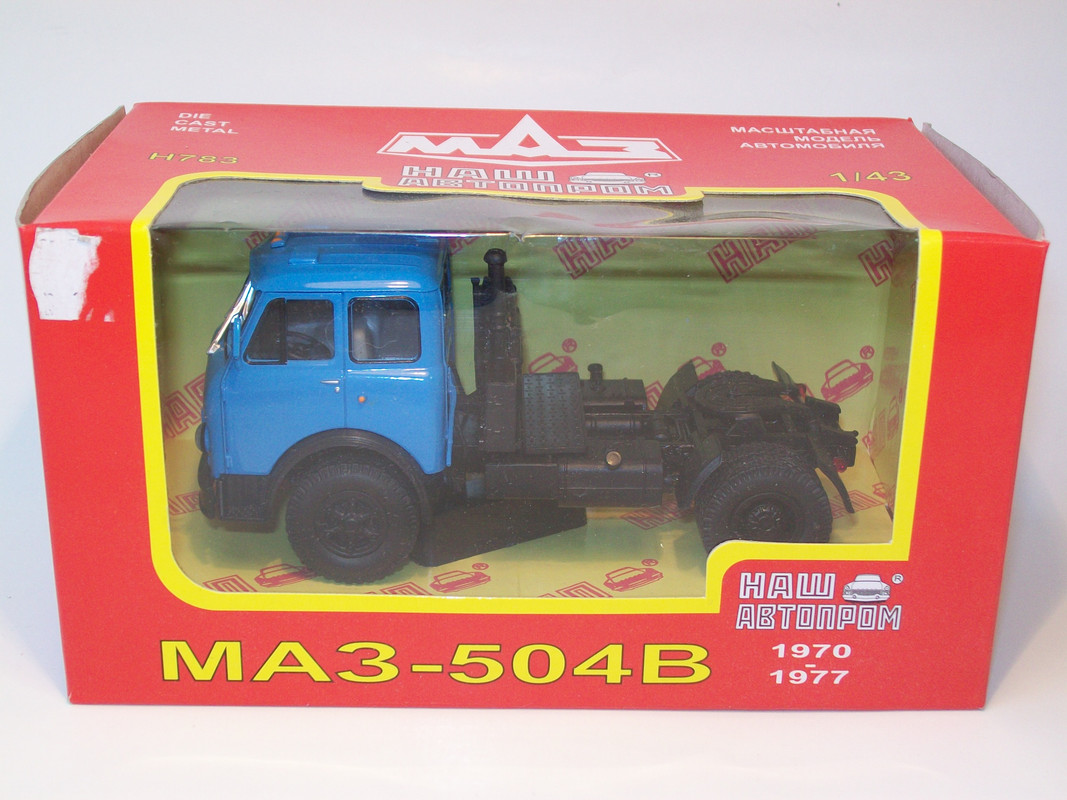 DIE
CAST
METAL
H783
МАЗ
НАШ
АВТОПРОМ
МАСШТАБНАЯ
МОДЕЛЬ
АВТОМОБИЛЯ
1/43
НАШ
АВТОПРОМ
МАЗ-504В
1970
-
1977